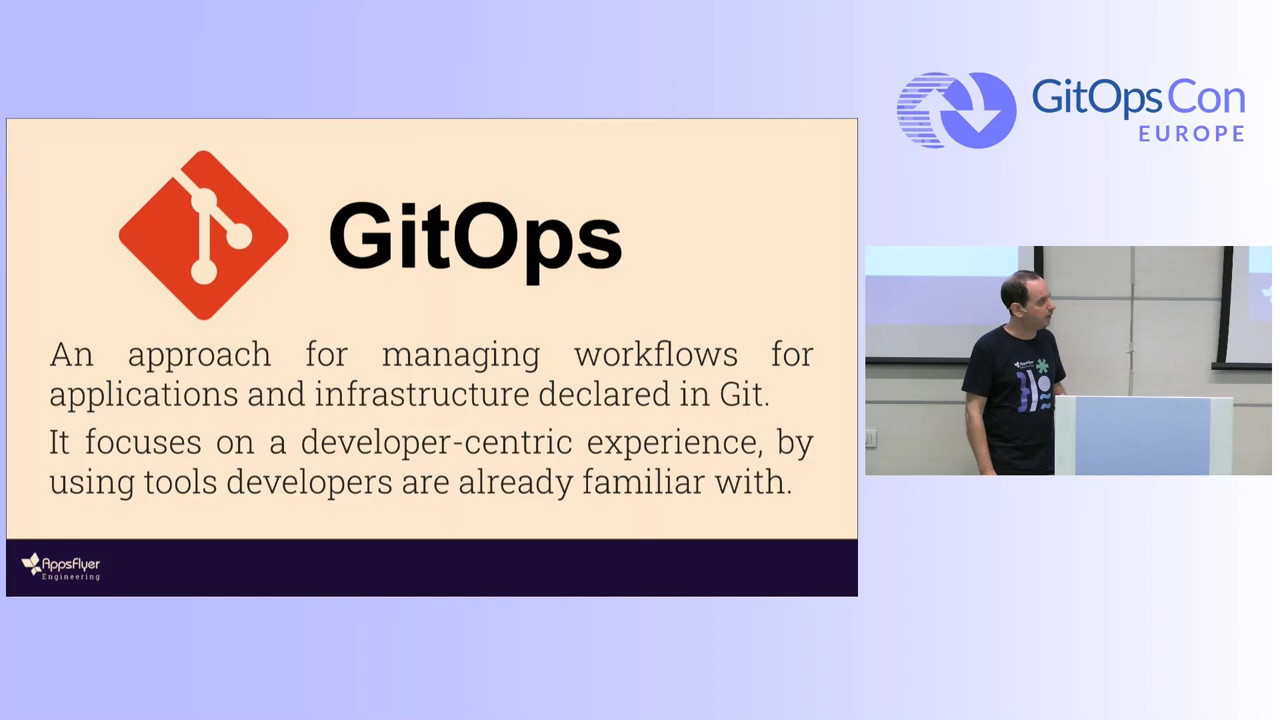 GitOps Con
EUROPE
GitOps
An approach for managing workflows for
applications and infrastructure declared in Git.
It focuses on a developer-centric experience, by
using tools developers are already familiar with.
AppsFlyer
Engineering